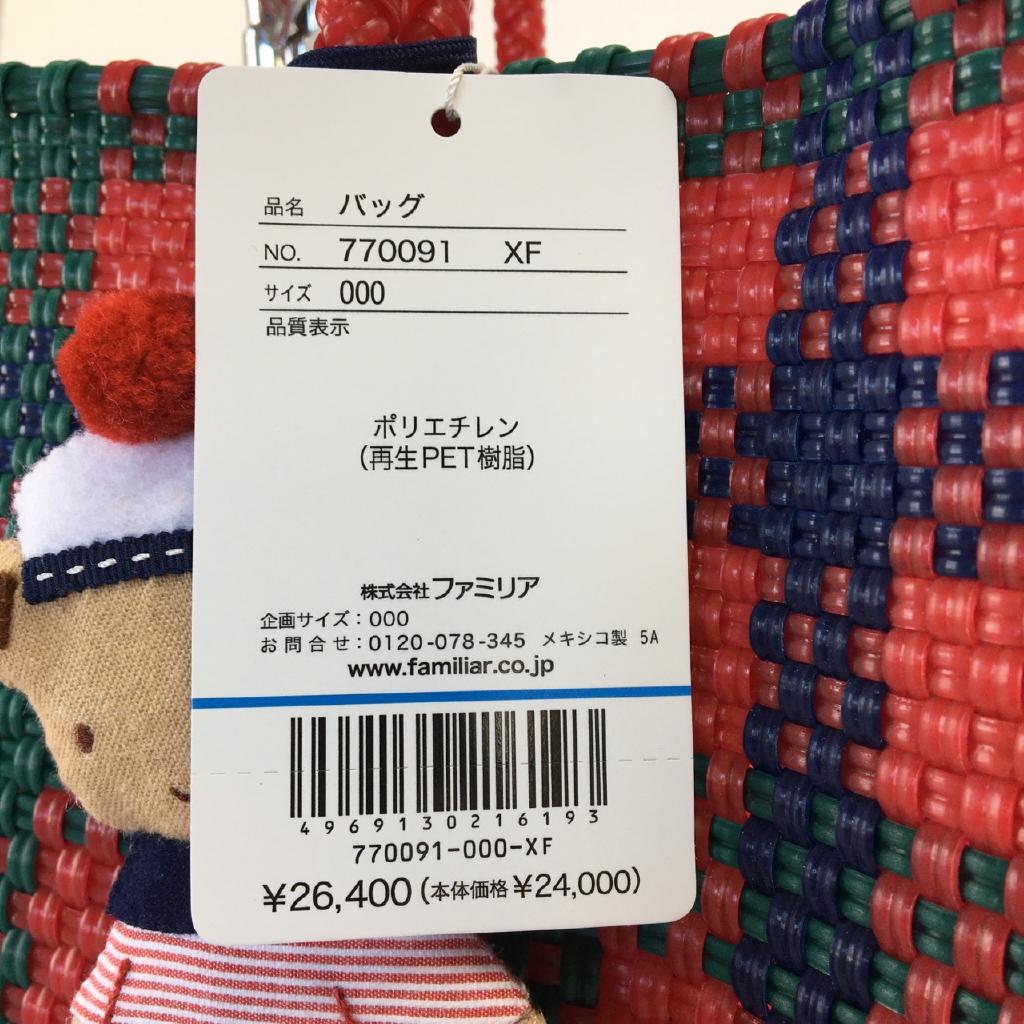 品名 バッグ
NO. 770091 XF
サイズ 000
品質表示
ポリエチレン
(再生PET樹脂)
株式会社ファミリア
企画サイズ：000
お問合せ：0120-078-345 メキシコ製 5A
www.familiar.co.jp
4969130216193
770091-000-XF
¥26,400(本体価格¥24,000)